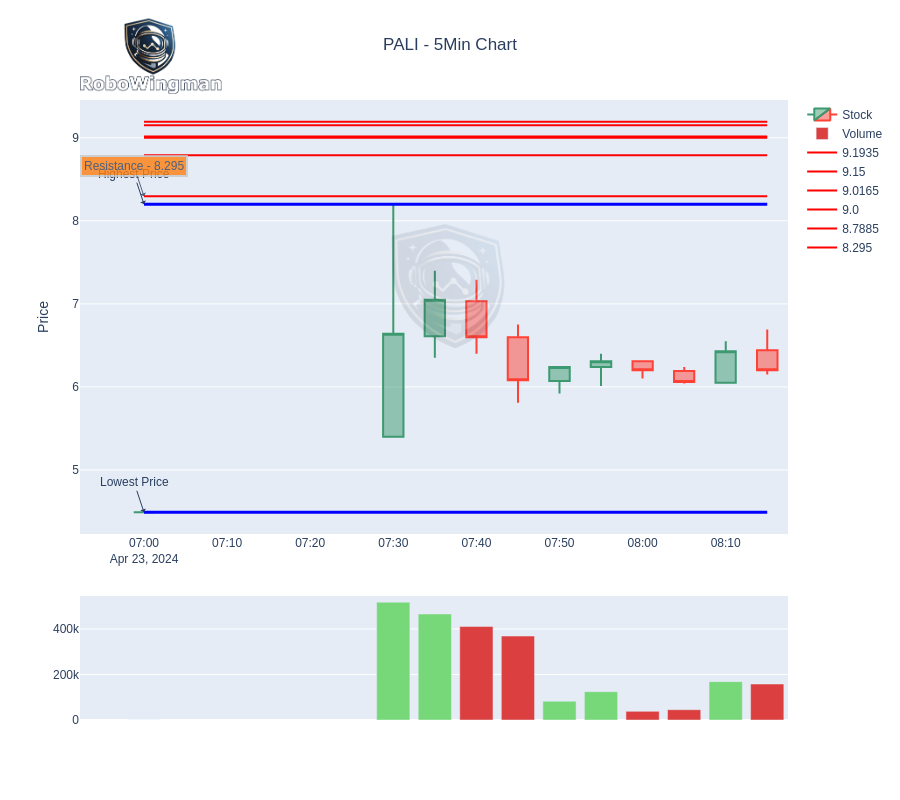 RoboWingman
PALI - 5Min Chart
Stock
Volume
9.1935
9.15
9.0165
9.0
8.7885
8.295
Price
9
8
7
6
5
Resistance - 8.295
Highest Price
Lowest Price
07:00
07:10
07:20
07:30
07:40
07:50
08:00
08:10
Apr 23, 2024
400k
200k
0